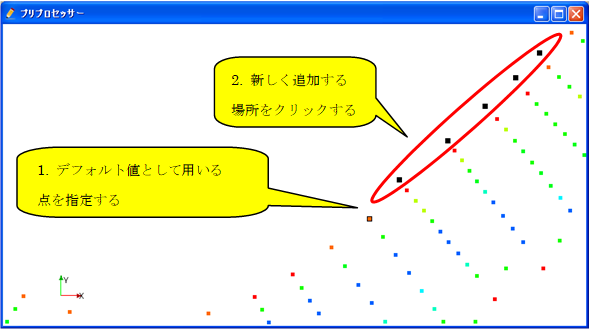 プリプロセッサー
2. 新しく追加する
場所をクリックする
1. デフォルト値として用いる
点を指定する
Y
X